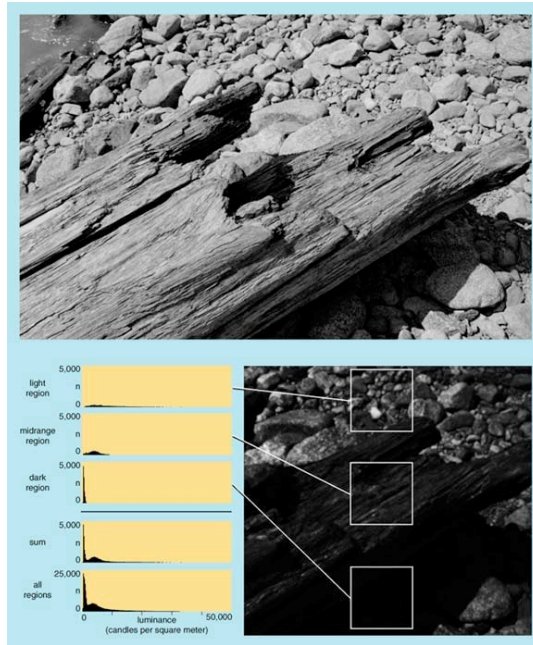 5,000
light
region
n
0
5,000
midrange
region
n
0
5,000
dark
region
n
0
5,000
sum
n
0
25,000
all
regions
n
0
0
50,000
luminance
(candles per square meter)